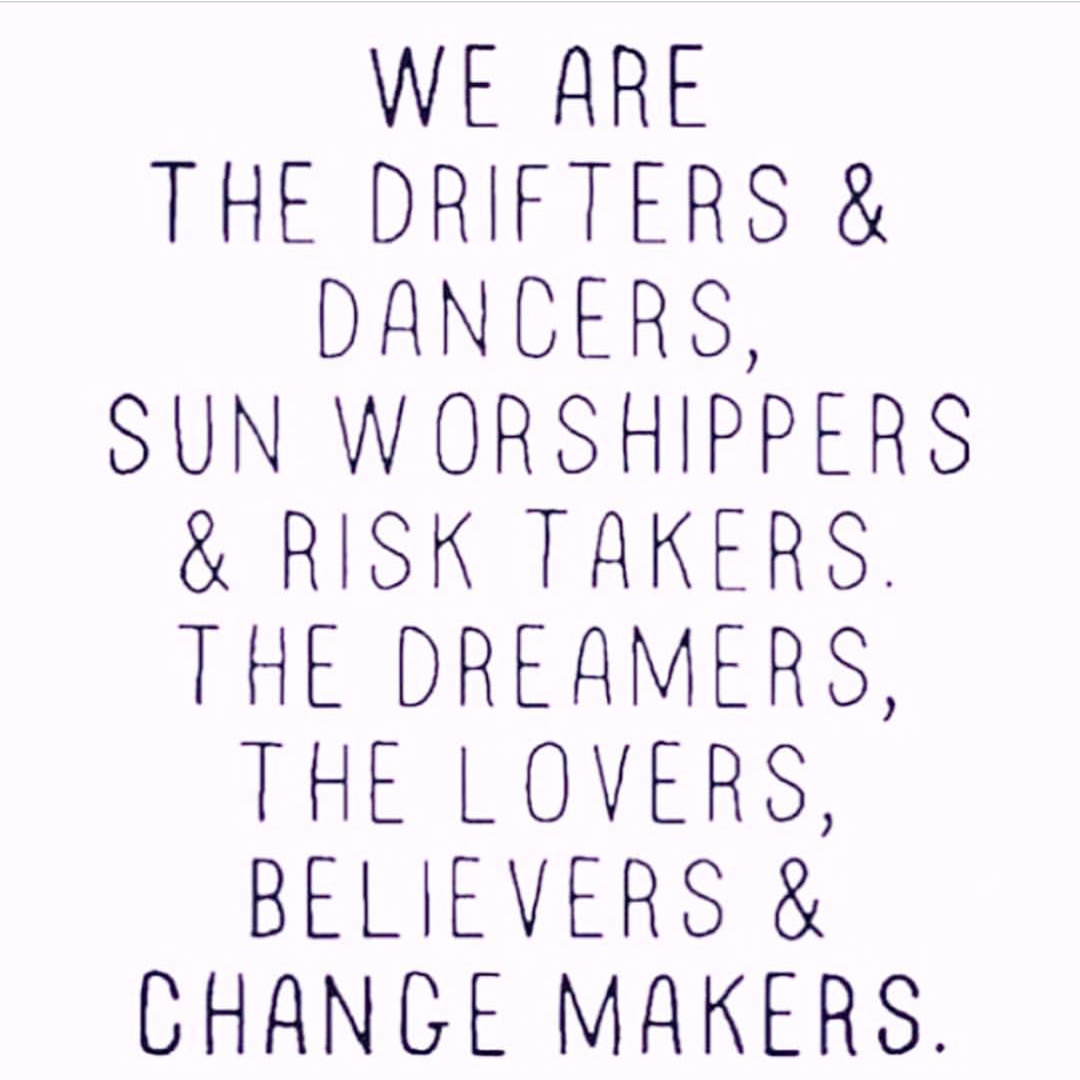 WE ARE
THE DRIFTERS &
DANCERS,
SUN WORSHIPPERS
& RISK TAKERS.
THE DREAMERS,
THE LOVERS,
BELIEVERS &
CHANGE MAKERS.